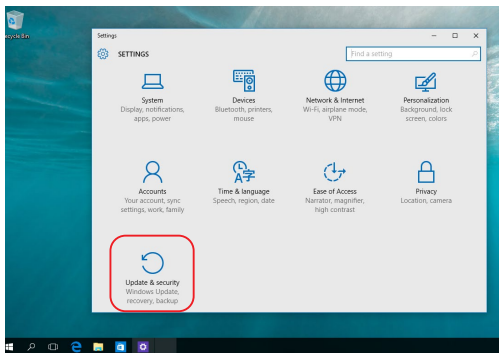 Recycle Bin
Settings
SETTINGS
Find a setting
System
Display, notifications,
apps, power
Devices
Bluetooth, printers,
mouse
Network & Internet
Wi-Fi, airplane mode,
VPN
Personalization
Background, lock
screen, colors
Accounts
Your account, sync
settings, work, family
Time & language
Speech, region, date
Ease of Access
Narrator, magnifier,
high contrast
Privacy
Location, camera
Update & security
Windows Update,
recovery, backup